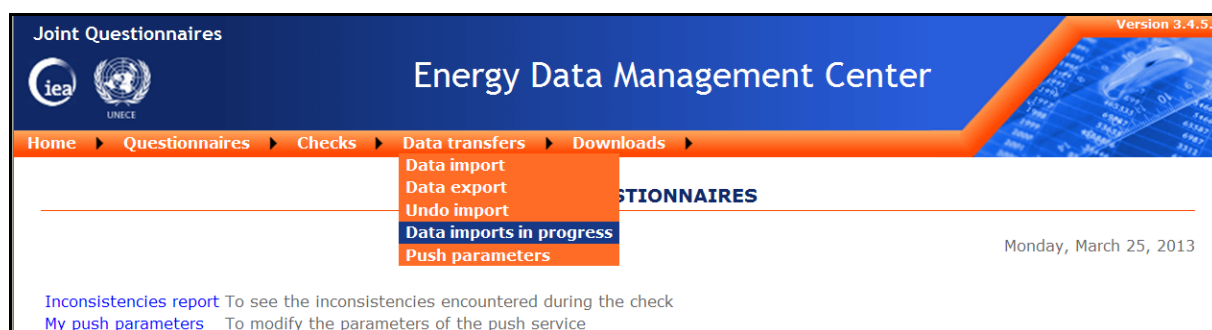 Joint Questionnaires
Version 3.4.5.
iea
UNECE
Energy Data Management Center
Home Questionnaires Checks Data transfers Downloads
Data import
Data export
Undo import
Data imports in progress
Push parameters
STIONNAIRES
Monday, March 25, 2013
Inconsistencies report To see the inconsistencies encountered during the check
My push parameters To modify the parameters of the push service